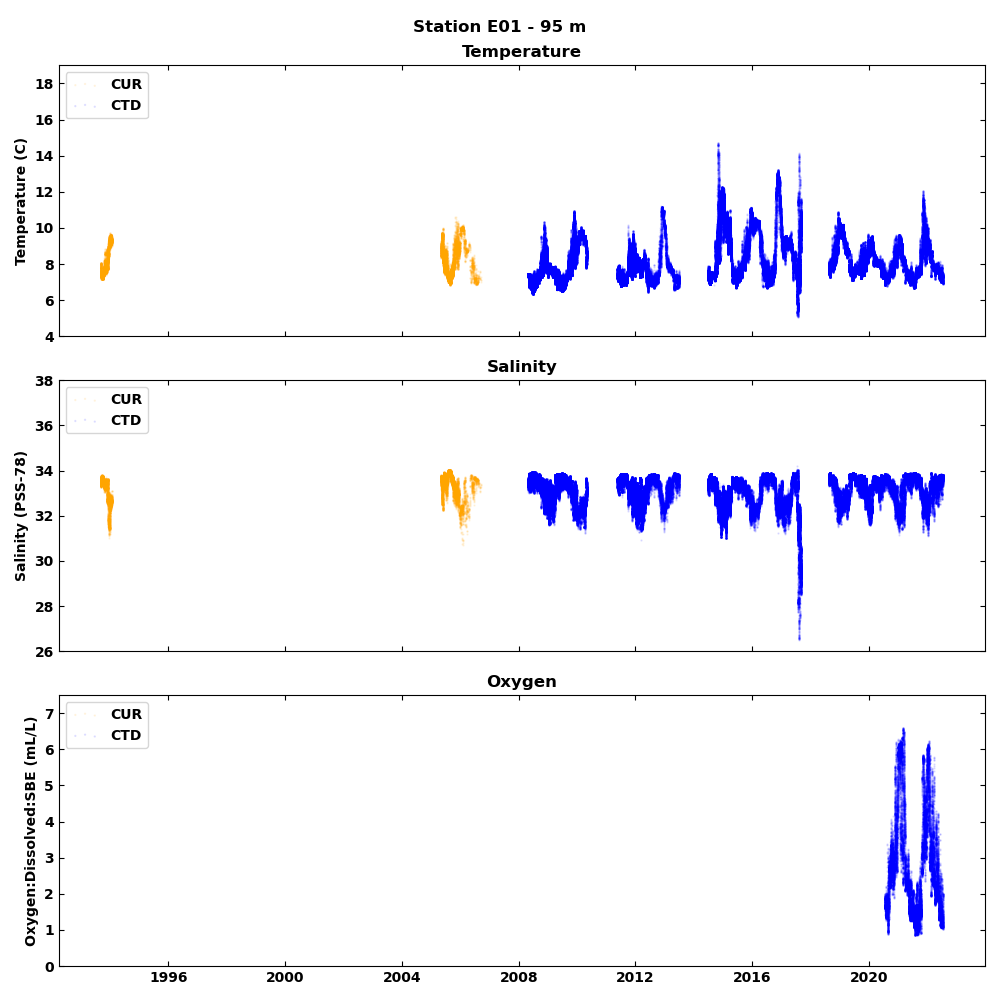 Station E01 - 95 m
Temperature
CUR
CTD
Temperature (C)
18
16
14
12
10
8
6
4
Salinity
CUR
CTD
Salinity (PSS-78)
38
36
34
32
30
28
26
Oxygen
CUR
CTD
Oxygen:Dissolved:SBE (mL/L)
7
6
5
4
3
2
1
0
1996 2000 2004 2008 2012 2016 2020